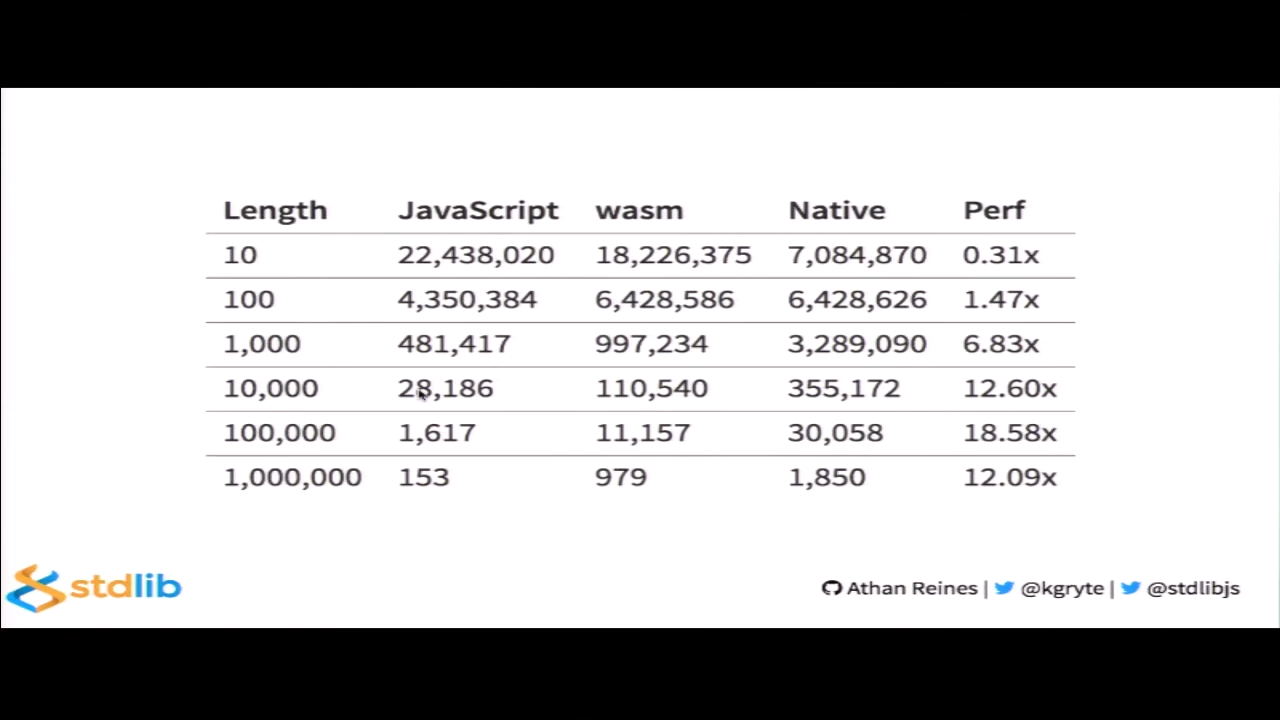 Length JavaScript wasm Native Perf
10 22,438,020 18,226,375 7,084,870 0.31x
100 4,350,384 6,428,586 6,428,626 1.47x
1,000 481,417 997,234 3,289,090 6.83x
10,000 28,186 110,540 355,172 12.60x
100,000 1,617 11,157 30,058 18.58x
1,000,000 153 979 1,850 12.09x
stdlib
Athan Reines | @kgryte | @stdlibjs